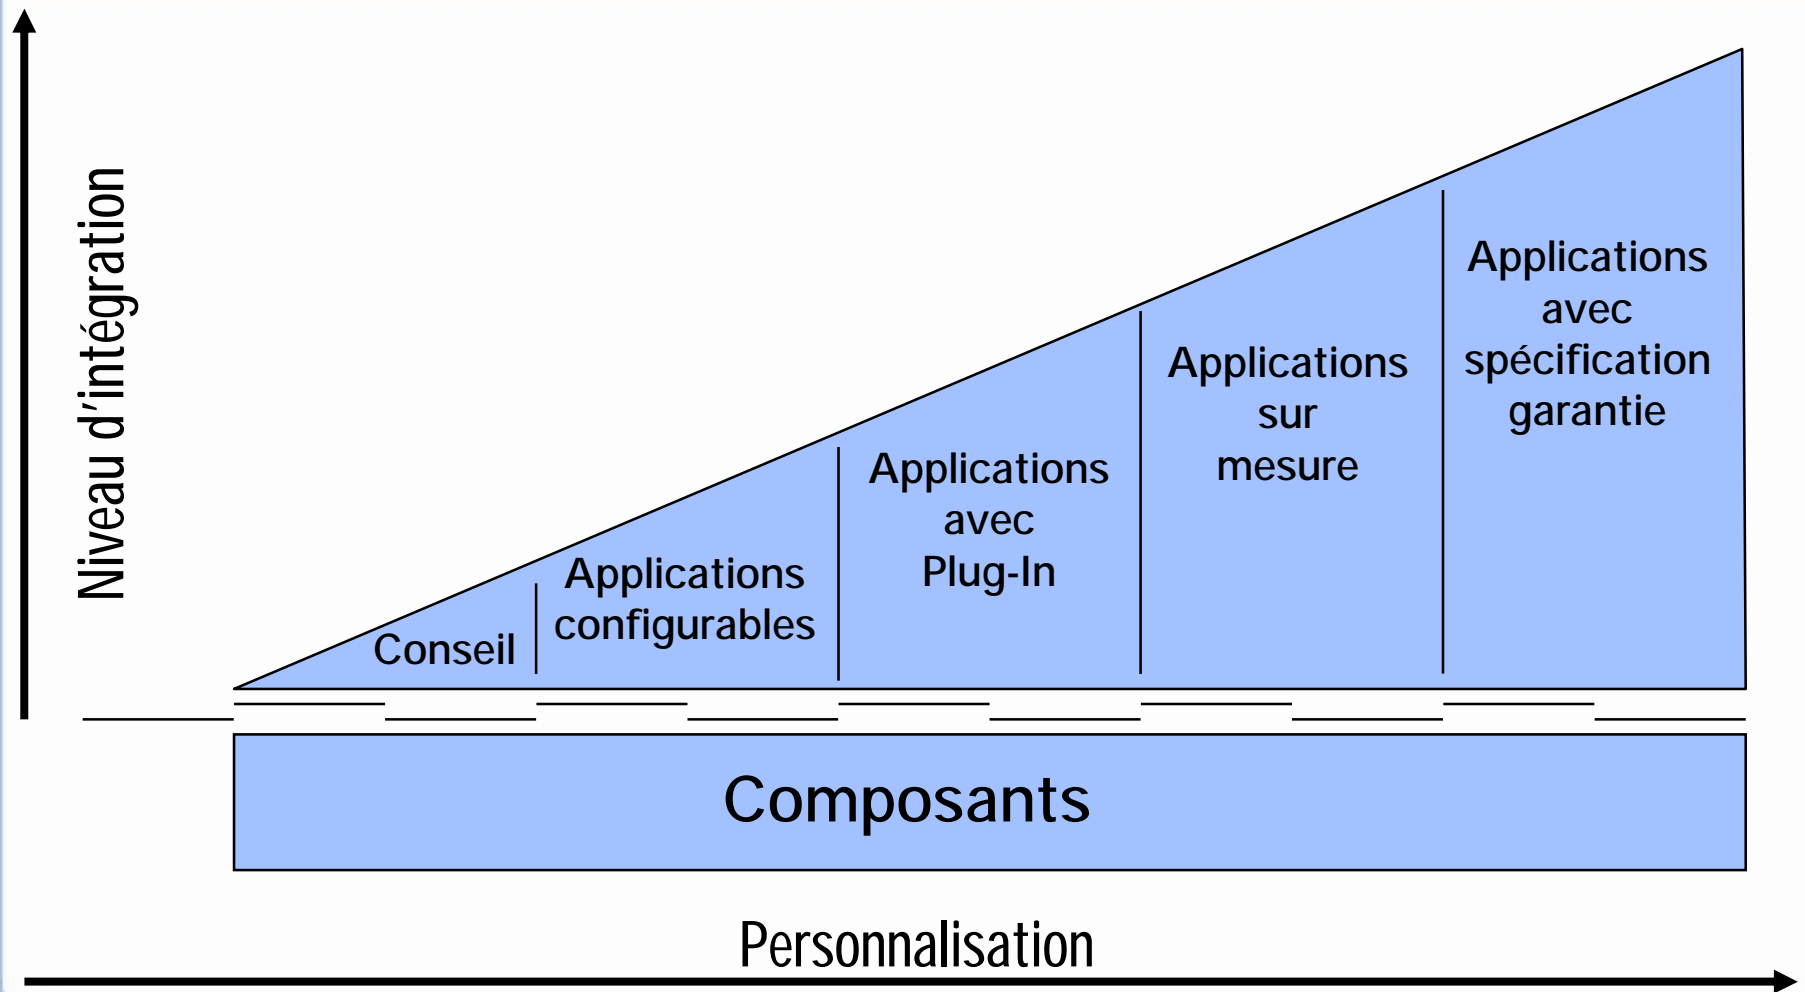 Niveau d'intégration
Conseil
Applications
configurables
Applications
avec
Plug-In
Applications
sur
mesure
Applications
avec
spécification
garantie
Composants
Personnalisation